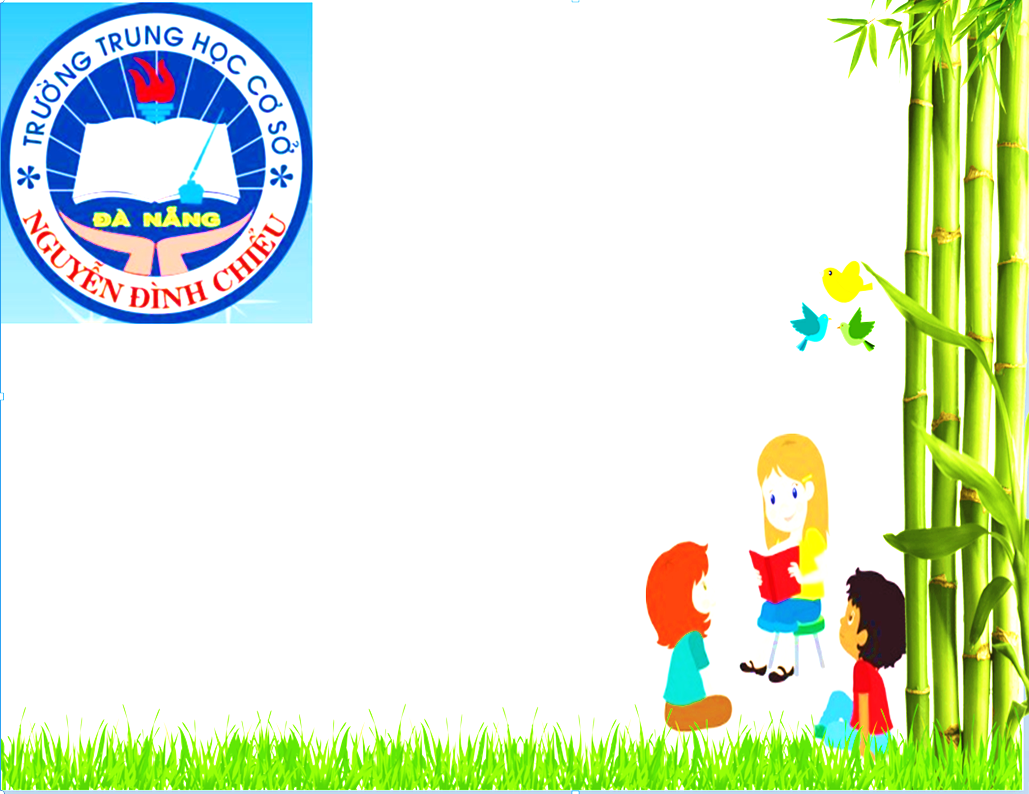 TRƯỜNG TRUNG HỌC CƠ SỞ
ĐÀ NẴNG
NGUYỄN ĐÌNH CHIỂU